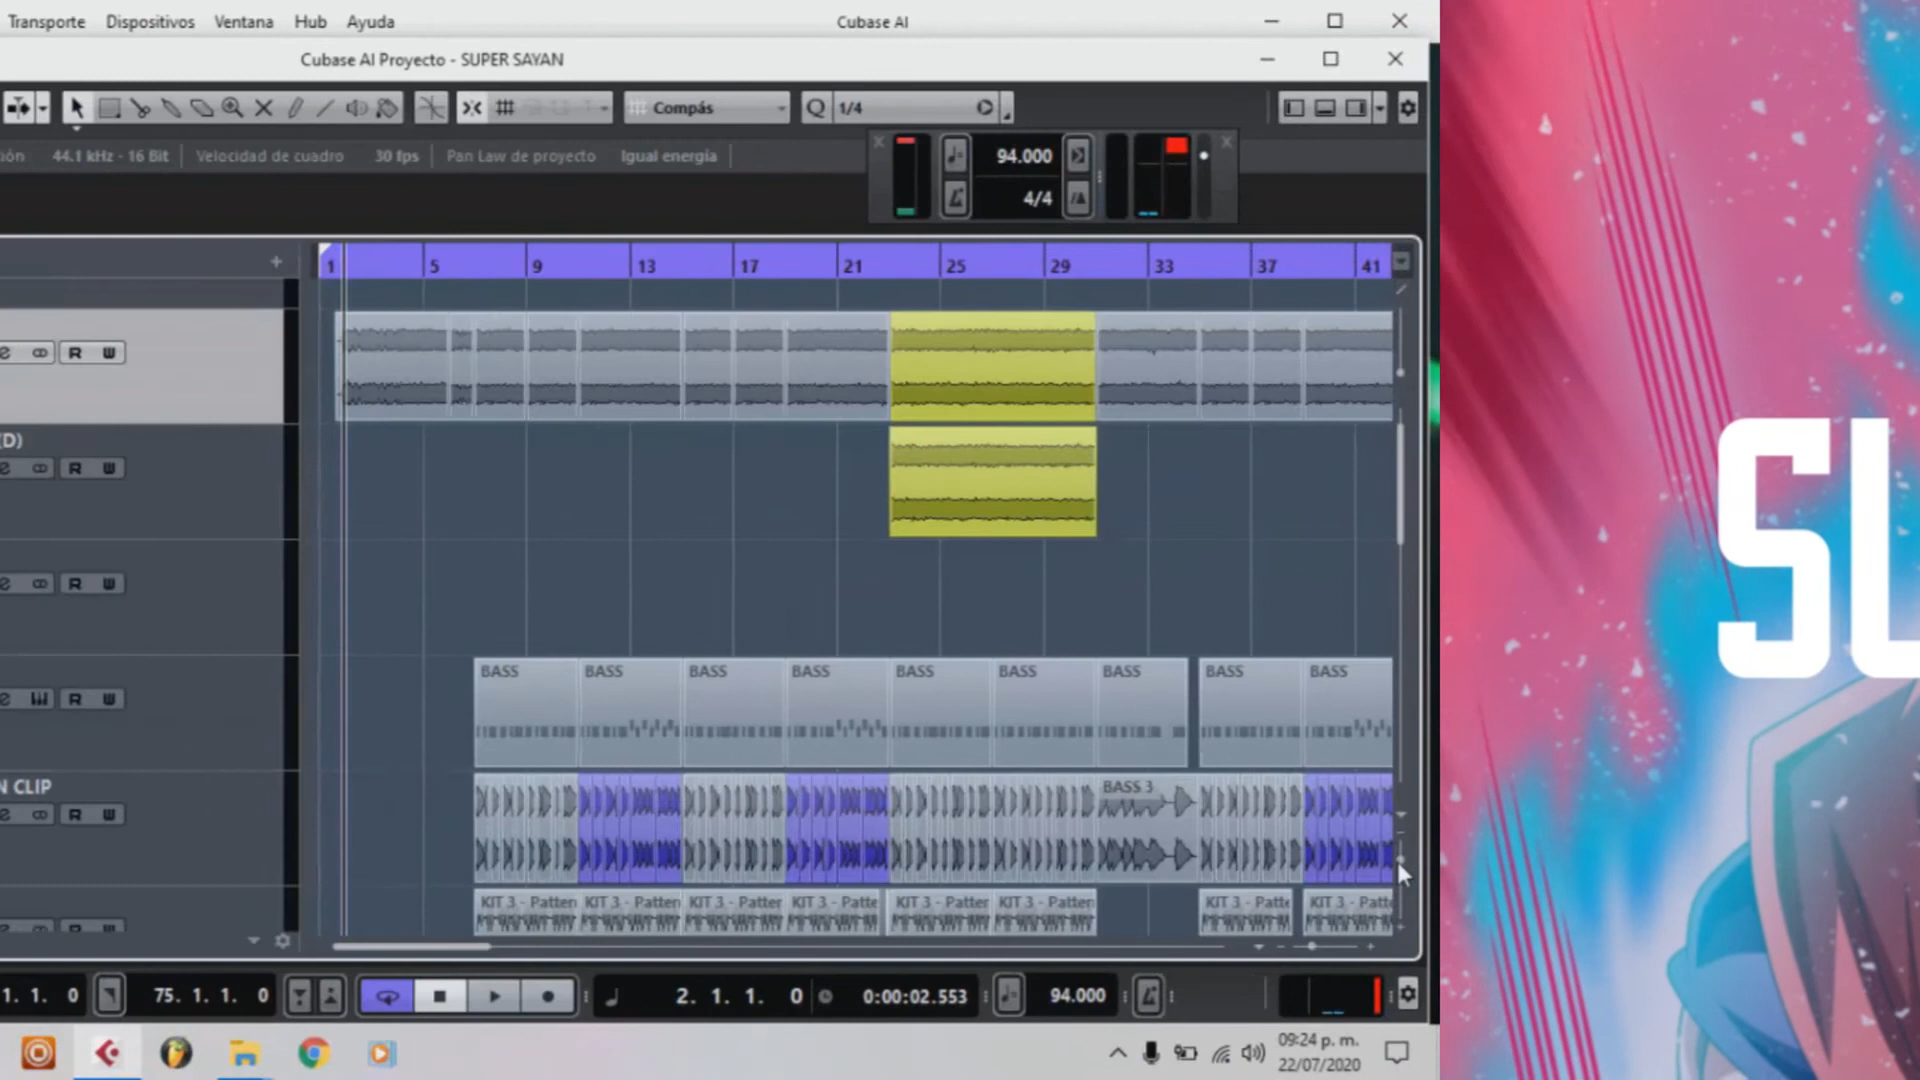 Transporte Dispositivos Ventana Hub Ayuda Cubase AI
Cubase AI Proyecto - SUPER SAYAN
Compás Q 1/4
ión 44.1 kHz - 16 Bit Velocidad de cuadro 30 fps Pan Law de proyecto Igual energía
94.000
4/4
1 5 9 13 17 21 25 29 33 37 41
R W
(D)
R W
R W
BASS BASS BASS BASS BASS BASS BASS BASS BASS
R W
N CLIP BASS 3
R W
KIT 3 - Patten KIT 3 - Patten KIT 3 - Patten KIT 3 - Patte KIT 3 - Patten KIT 3 - Patten KIT 3 - Patte KIT 3 - Patte
1. 1. 0 75. 1. 1. 0 2. 1. 1. 0 0:00:02.553 94.000
09:24 p. m.
22/07/2020
SU